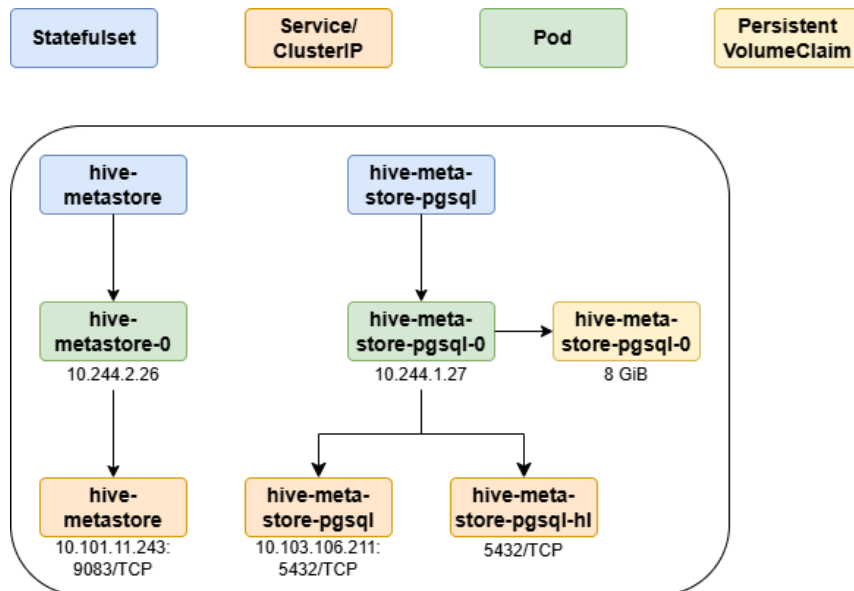 Statefulset
Service/
ClusterIP
Pod
Persistent
VolumeClaim
hive-
metastore
hive-meta-
store-pgsql
hive-
metastore-0
10.244.2.26
hive-meta-
store-pgsql-0
10.244.1.27
hive-meta-
store-pgsql-0
8 GiB
hive-
metastore
10.101.11.243:
9083/TCP
hive-meta-
store-pgsql
10.103.106.211:
5432/TCP
hive-meta-
store-pgsql-hl
5432/TCP